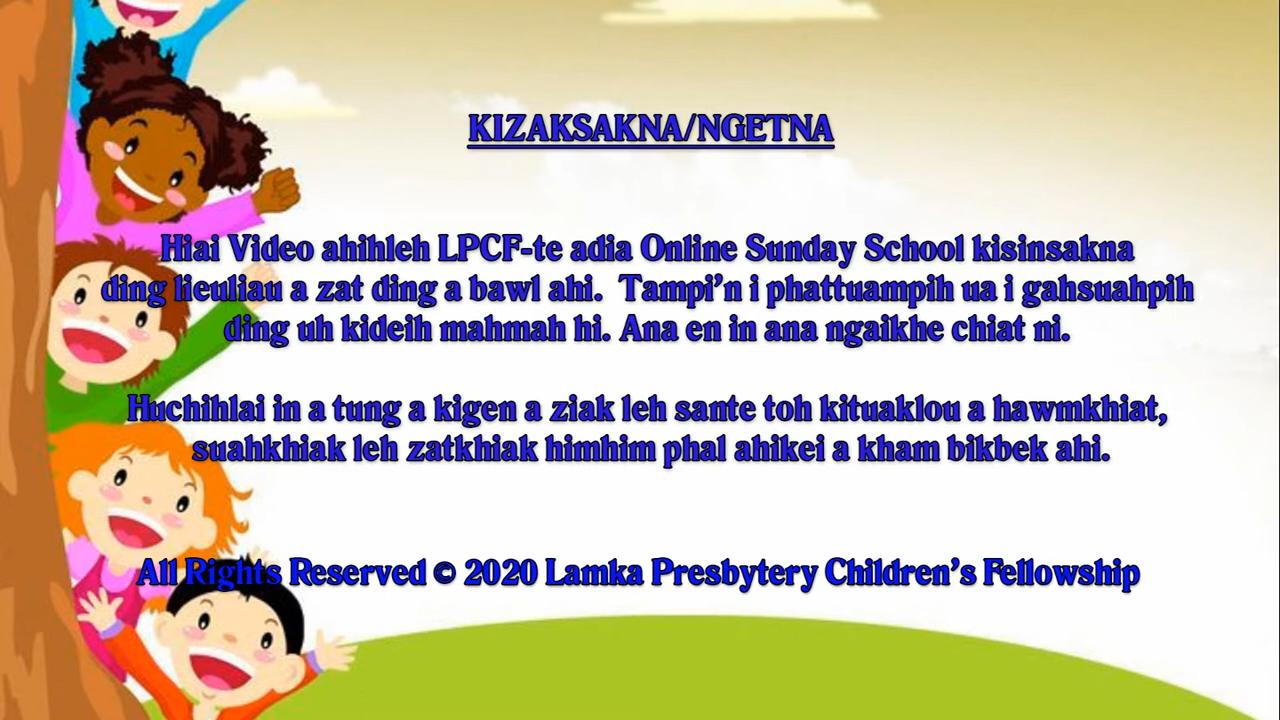 KIZAKSAKNA/NGETNA
Hiai Video ahihleh LPCF-te adia Online Sunday School kisinsakna
ding lieuliau a zat ding a bawl ahi. Tampi'n i phattuampih ua i gahsuahpih
ding uh kideih mahmah hi. Ana en in ana ngaikhe chiat ni.
Huchihlai in a tung a kigen a ziak leh sante toh kituaklou a hawmkhiat,
suahkhiak leh zatkhiak himhim phal ahikei a kham bikbek ahi.
All Rights Reserved © 2020 Lamka Presbytery Children's Fellowship